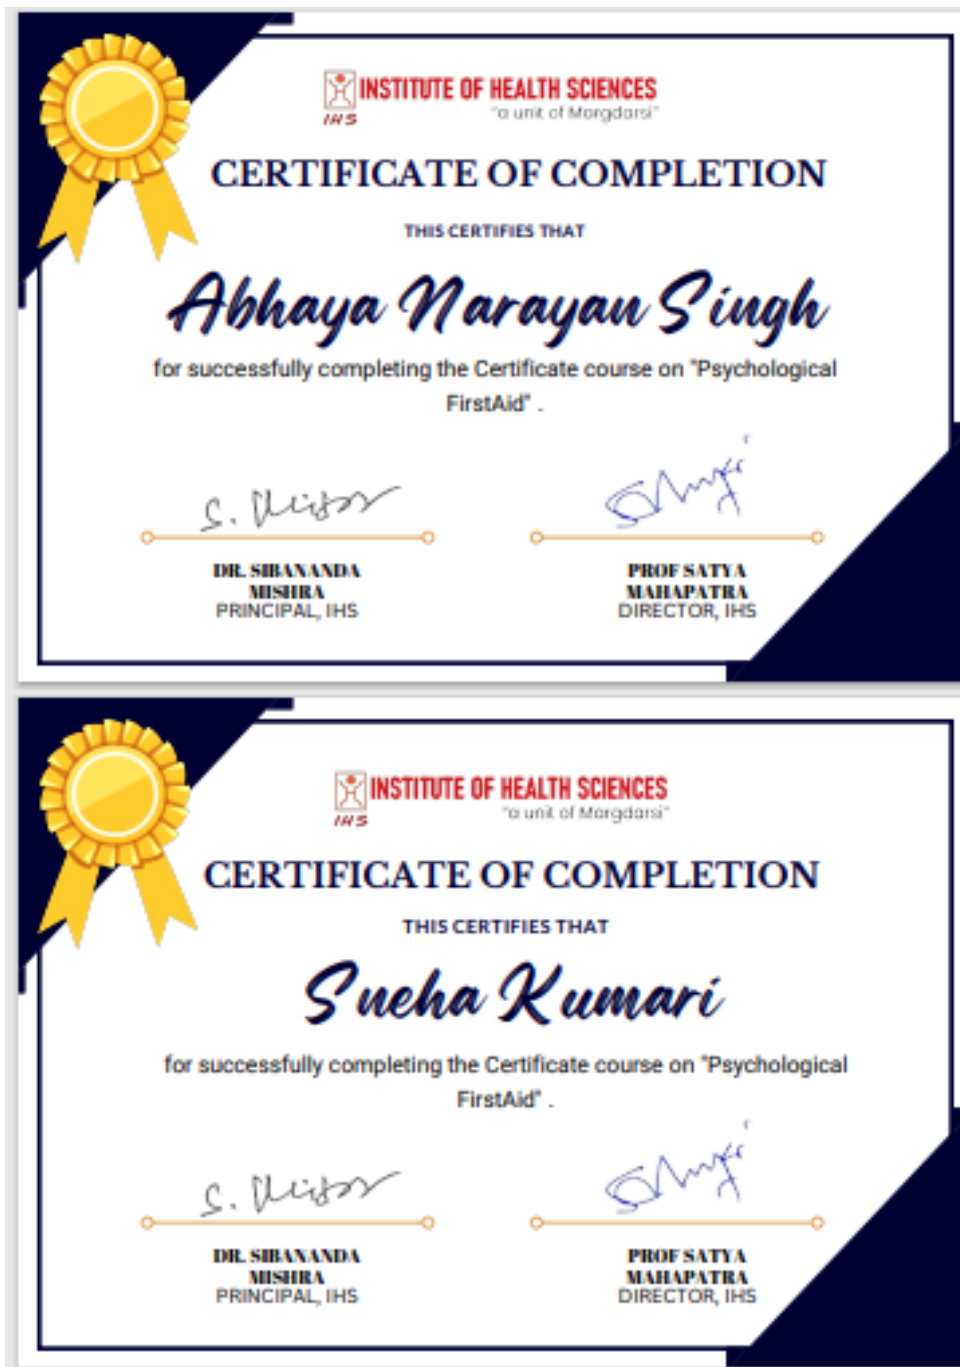 INSTITUTE OF HEALTH SCIENCES
IHS
"a unit of Margdarsi"
CERTIFICATE OF COMPLETION
THIS CERTIFIES THAT
Abhaya Narayan Singh
for successfully completing the Certificate course on "Psychological
FirstAid" .
S. Mishra
DR. SIBANANDA
MISHRA
PRINCIPAL, IHS
PROF SATYA
MAHAPATRA
DIRECTOR, IHS
INSTITUTE OF HEALTH SCIENCES
IHS
"a unit of Margdarsi"
CERTIFICATE OF COMPLETION
THIS CERTIFIES THAT
Sneha Kumari
for successfully completing the Certificate course on "Psychological
FirstAid" .
S. Mishra
DR. SIBANANDA
MISHRA
PRINCIPAL, IHS
PROF SATYA
MAHAPATRA
DIRECTOR, IHS